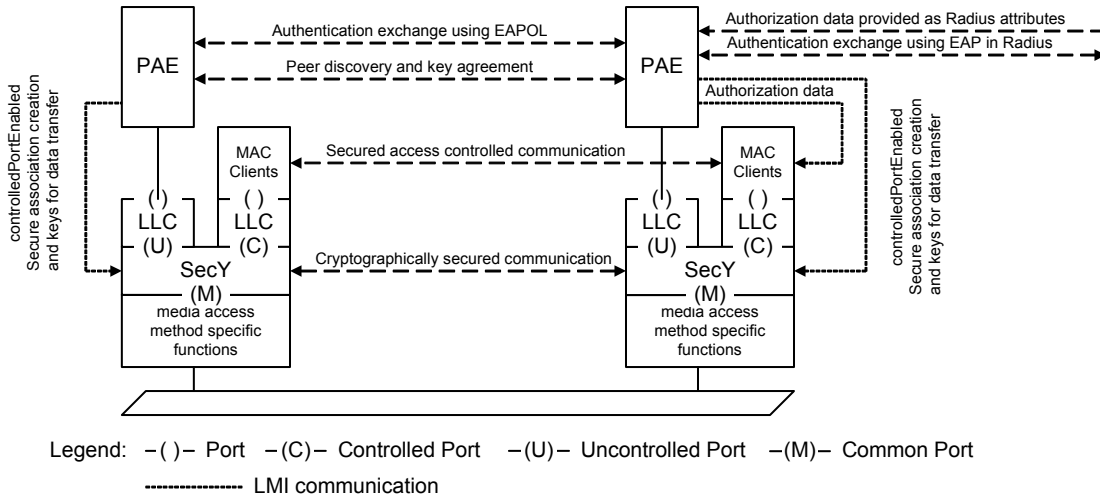 Authorization data provided as Radius attributes
Authentication exchange using EAPOL
Authentication exchange using EAP in Radius
PAE
PAE
Peer discovery and key agreement
Authorization data
controlledPortEnabled
Secure association creation
and keys for data transfer
controlledPortEnabled
Secure association creation
and keys for data transfer
MAC
Clients
Secured access controlled communication
MAC
Clients
( )
( )
( )
( )
LLC
LLC
LLC
LLC
(U)
(C)
(U)
(C)
SecY
Cryptographically secured communication
SecY
(M)
(M)
media access
method specific
functions
media access
method specific
functions
Legend: –( )– Port –(C)– Controlled Port –(U)– Uncontrolled Port –(M)– Common Port
LMI communication